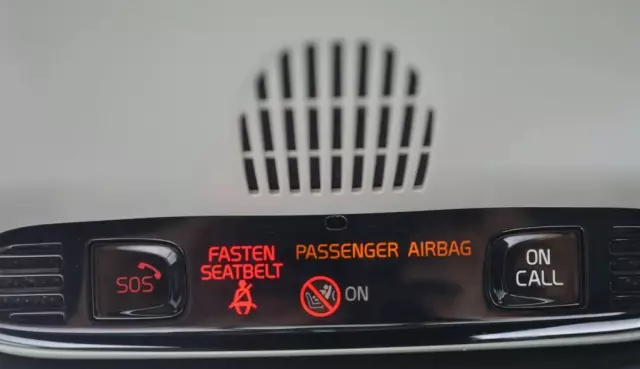 SOS
FASTEN
SEATBELT
PASSENGER AIRBAG
ON
ON
CALL